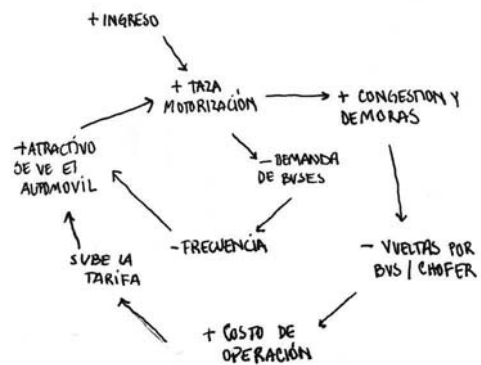 + INGRESO
+ TAZA
MOTORIZACIÓN
+ CONGESTION Y
DEMORAS
+ ATRACTIVO
SE VE El
AUTOMOVIL
- DEMANDA
DE BUSES
- FRECUENCIA
- VUELTAS POR
BUS / CHOFER
SUBE LA
TARIFA
+ COSTO DE
OPERACIÓN